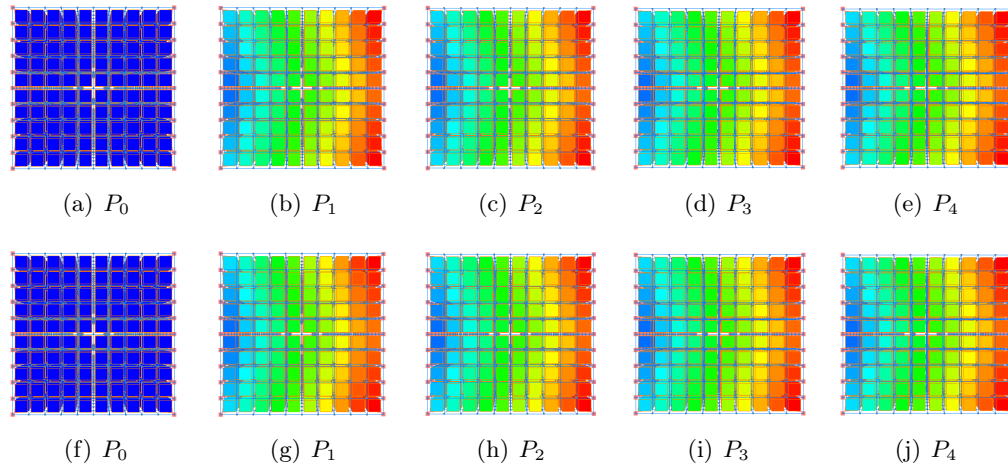 (a) P₀ (b) P₁ (c) P₂ (d) P₃ (e) P₄
(f) P₀ (g) P₁ (h) P₂ (i) P₃ (j) P₄